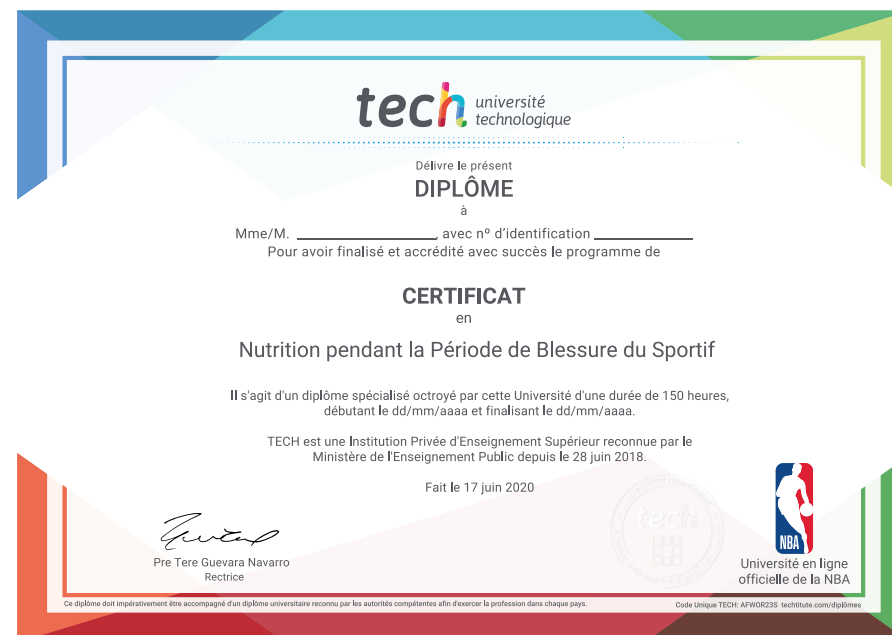 tech université
technologique
Délivre le présent
DIPLÔME
à
Mme/M. ____________, avec nº d'identification ____________
Pour avoir finalisé et accrédité avec succès le programme de
CERTIFICAT
en
Nutrition pendant la Période de Blessure du Sportif
Il s'agit d'un diplôme spécialisé octroyé par cette Université d'une durée de 150 heures,
débutant le dd/mm/aaaa et finalisant le dd/mm/aaaa.
TECH est une Institution Privée d'Enseignement Supérieur reconnue par le
Ministère de l'Enseignement Public depuis le 28 juin 2018.
Fait le 17 juin 2020
tech
NBA
Pre Tere Guevara Navarro
Rectrice
Université en ligne
officielle de la NBA
Ce diplôme doit impérativement être accompagné d'un diplôme universitaire reconnu par les autorités compétentes afin d'exercer la profession dans chaque pays.
Code Unique TECH: AFWOR23S techtitute.com/diplômes